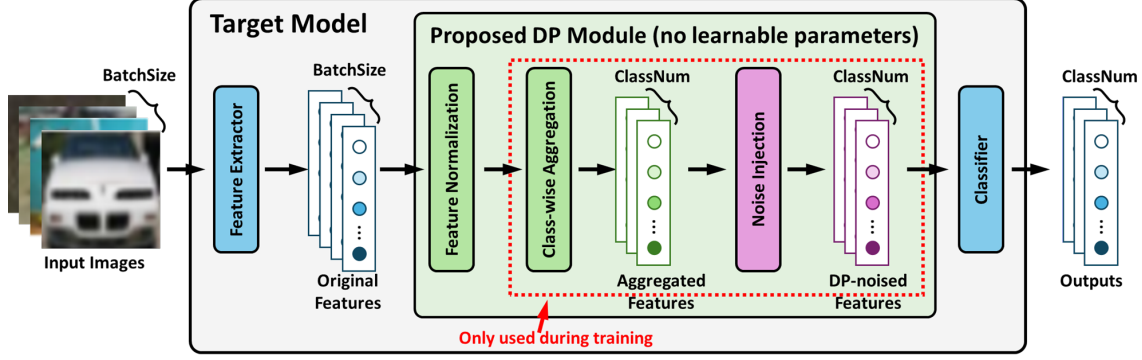 Target Model
Proposed DP Module (no learnable parameters)
BatchSize
BatchSize
ClassNum
ClassNum
ClassNum
Feature Extractor
Feature Normalization
Class-wise Aggregation
Noise Injection
Classifier
Input Images
Original
Features
Aggregated
Features
DP-noised
Features
Outputs
Only used during training